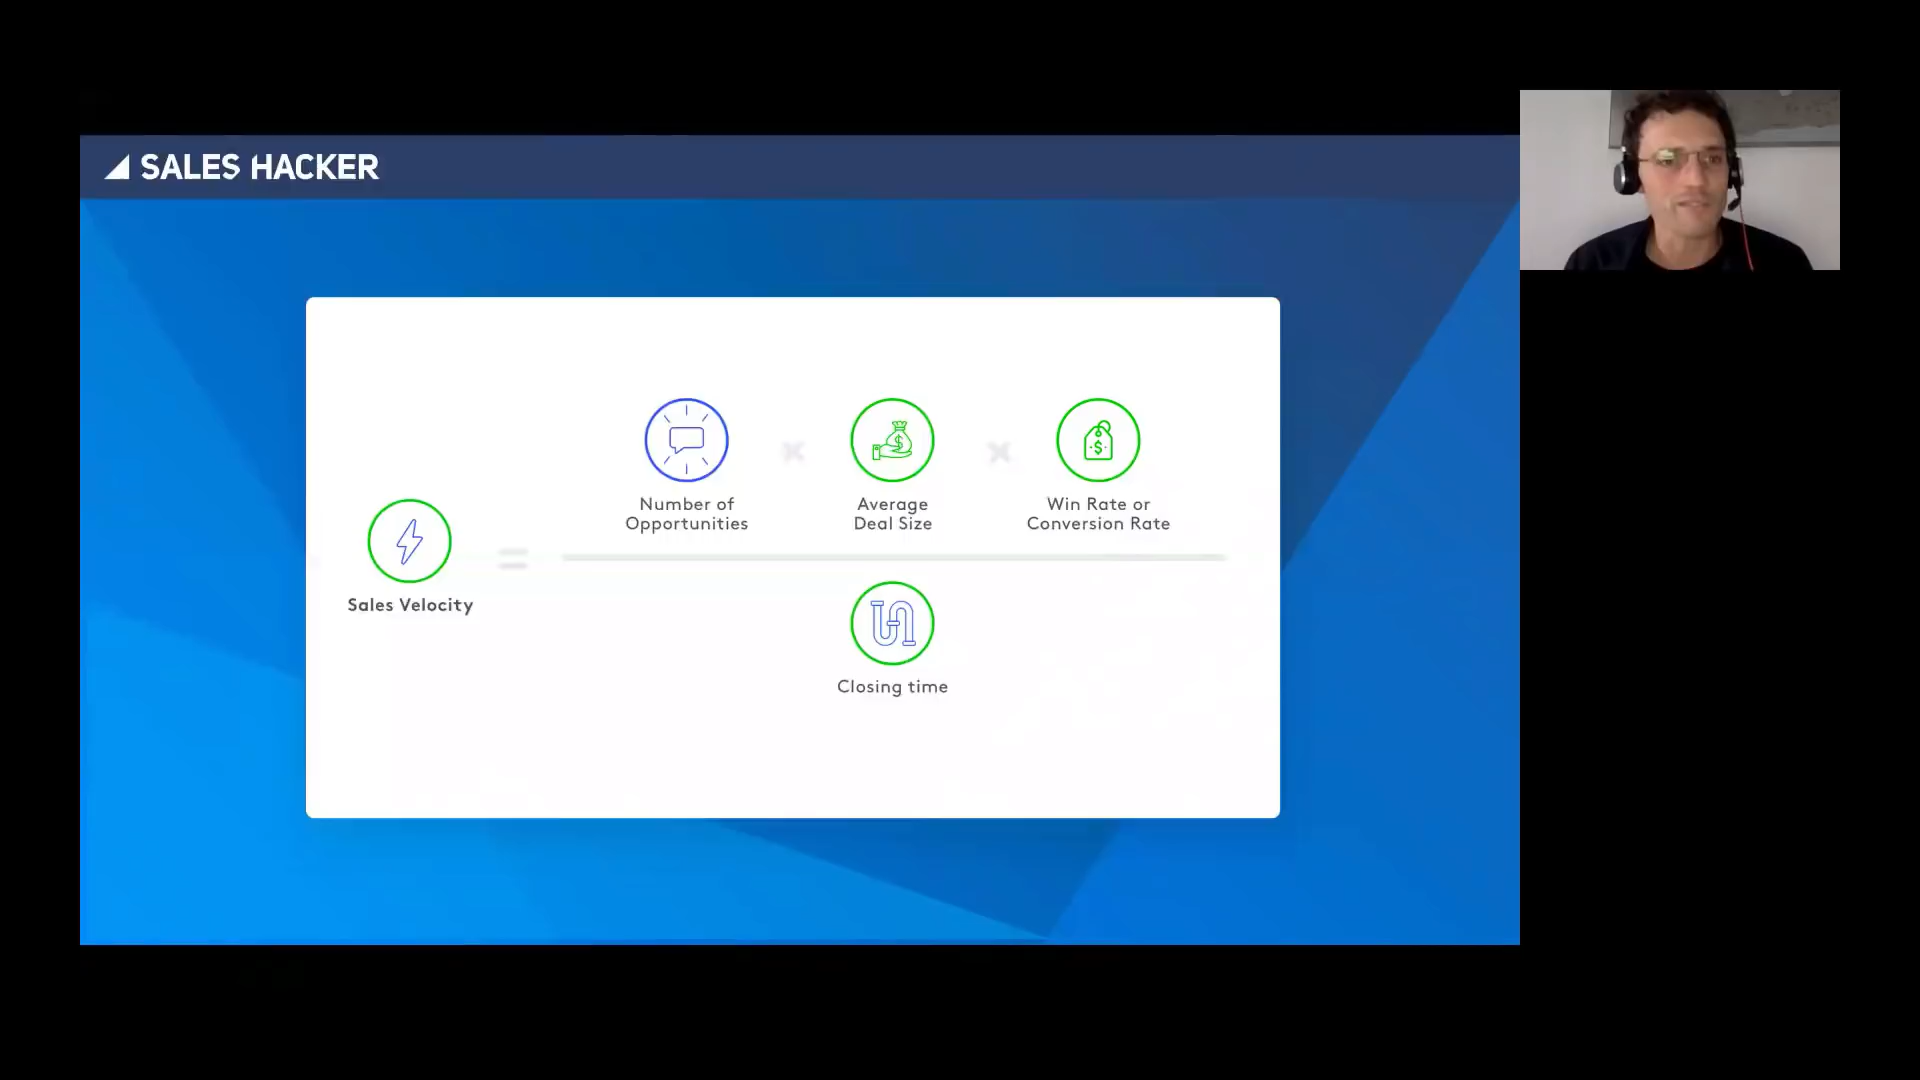 SALES HACKER
Number of
Opportunities
×
Average
Deal Size
×
Win Rate or
Conversion Rate
Sales Velocity
=
Closing time